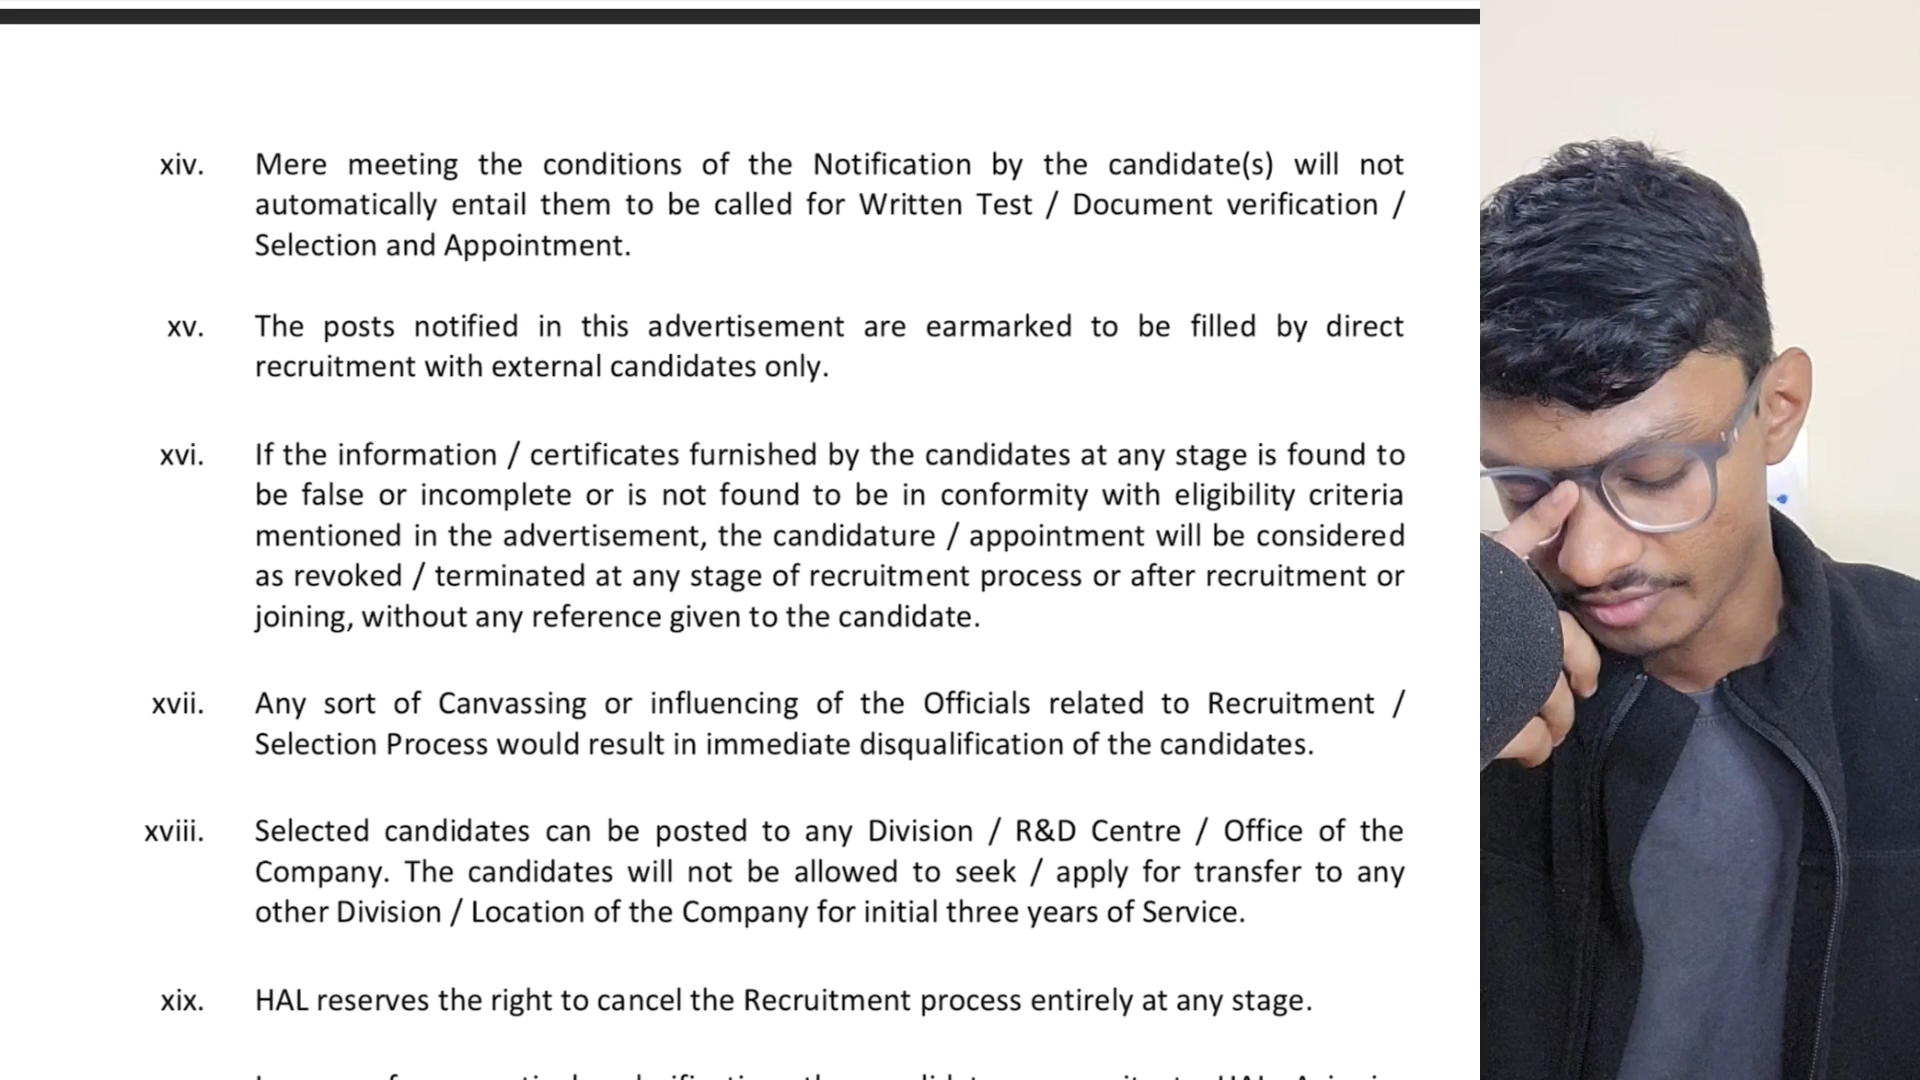 xiv. Mere meeting the conditions of the Notification by the candidate(s) will not
automatically entail them to be called for Written Test / Document verification /
Selection and Appointment.
xv. The posts notified in this advertisement are earmarked to be filled by direct
recruitment with external candidates only.
xvi. If the information / certificates furnished by the candidates at any stage is found to
be false or incomplete or is not found to be in conformity with eligibility criteria
mentioned in the advertisement, the candidature / appointment will be considered
as revoked / terminated at any stage of recruitment process or after recruitment or
joining, without any reference given to the candidate.
xvii. Any sort of Canvassing or influencing of the Officials related to Recruitment /
Selection Process would result in immediate disqualification of the candidates.
xviii. Selected candidates can be posted to any Division / R&D Centre / Office of the
Company. The candidates will not be allowed to seek / apply for transfer to any
other Division / Location of the Company for initial three years of Service.
xix. HAL reserves the right to cancel the Recruitment process entirely at any stage.